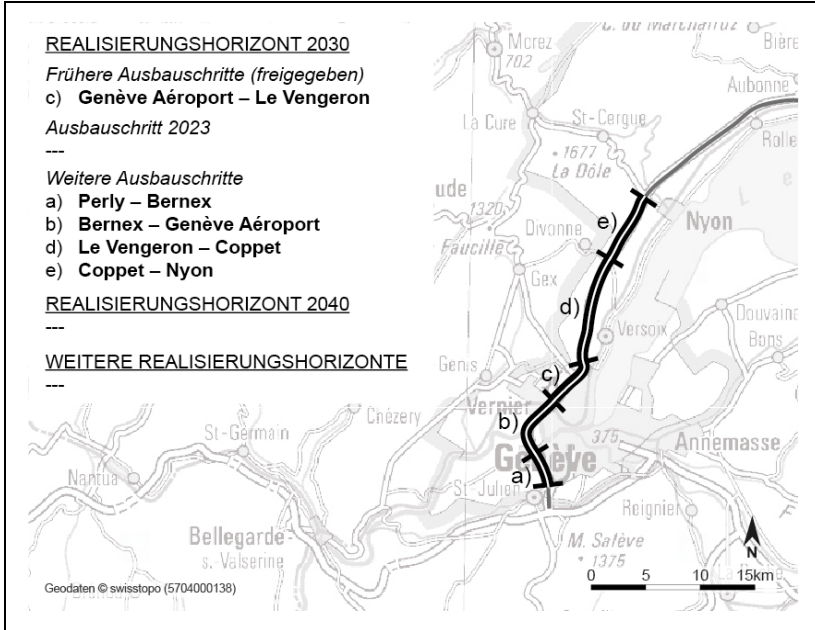 REALISIERUNGSHORIZONT 2030
Frühere Ausbauschritte (freigegeben)
c) Genève Aéroport – Le Vengeron
Ausbauschritt 2023
---
Weitere Ausbauschritte
a) Perly – Bernex
b) Bernex – Genève Aéroport
d) Le Vengeron – Coppet
e) Coppet – Nyon
REALISIERUNGSHORIZONT 2040
---
WEITERE REALISIERUNGSHORIZONTE
---
Morez
702
Bière
Aubonne
La Cure
St-Cergue
Rolle
1677
La Dôle
1320
Faucille
Divonne
e)
Nyon
Gex
d)
Versoix
Douvaine
Bons
Genis
c)
Vernier
Chézery
b)
St-Germain
375
Annemasse
Genève
Nantua
a)
St-Julien
Reignier
Bellegarde-
s. Valserine
M. Salève
1375
N
0 5 10 15km
Geodaten © swisstopo (5704000138)